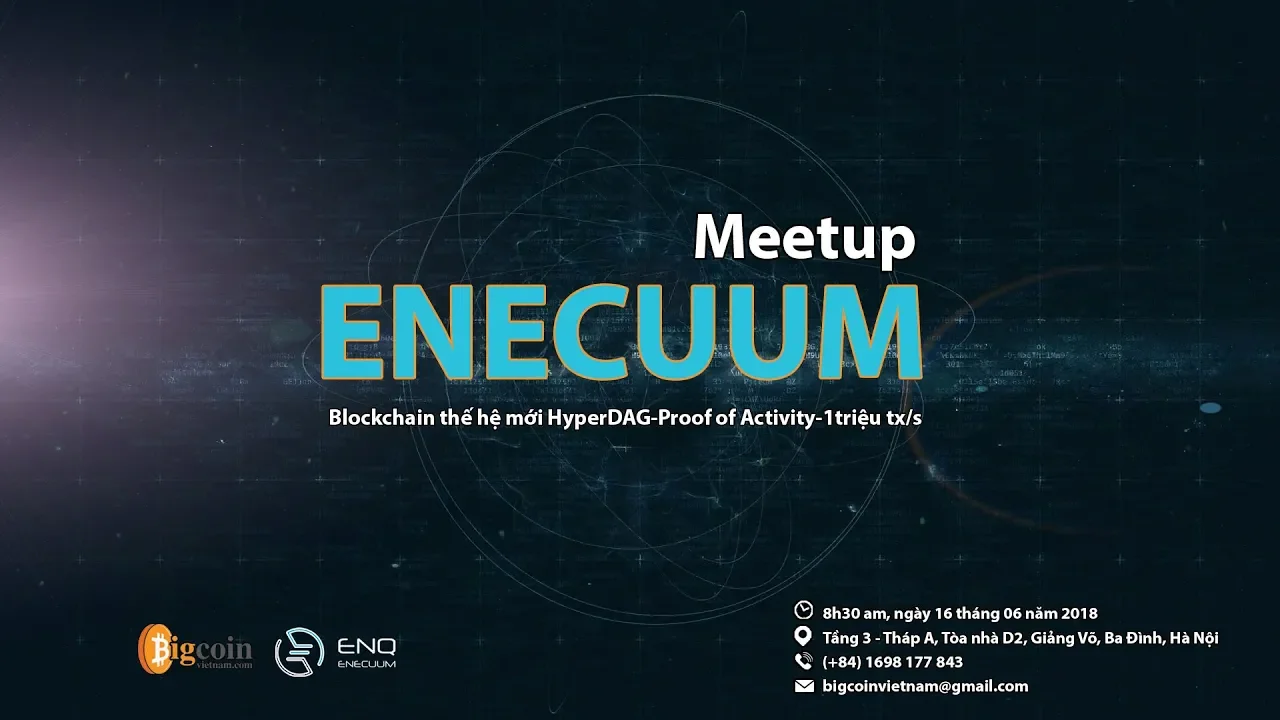 Meetup
ENECUUM
Blockchain thế hệ mới HyperDAG-Proof of Activity-1triệu tx/s
Bigcoin
vietnam.com
ENQ
ENECUUM
8h30 am, ngày 16 tháng 06 năm 2018
Tầng 3 - Tháp A, Tòa nhà D2, Giảng Võ, Ba Đình, Hà Nội
(+84) 1698 177 843
bigcoinvietnam@gmail.com